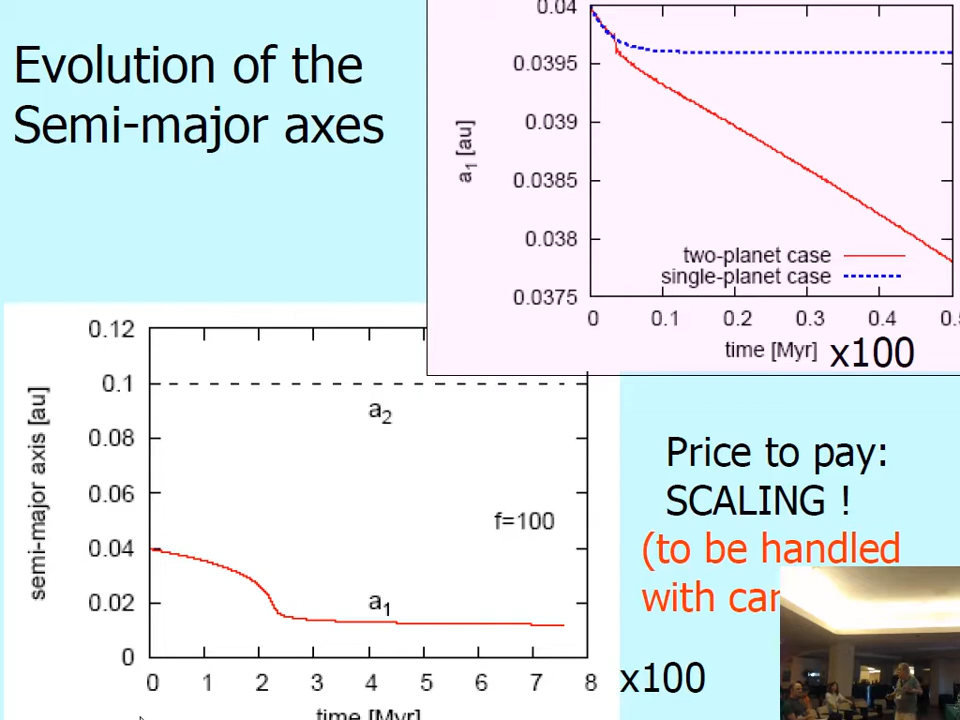 Evolution of the
Semi-major axes
0.04
0.0395
0.039
0.0385
0.038
0.0375
a1 [au]
two-planet case
single-planet case
0 0.1 0.2 0.3 0.4
time [Myr] x100
0.12
0.1
0.08
0.06
0.04
0.02
0
semi-major axis [au]
a2
f=100
a1
0 1 2 3 4 5 6 7 8 x100
time [Myr]
Price to pay:
SCALING !
(to be handled
with